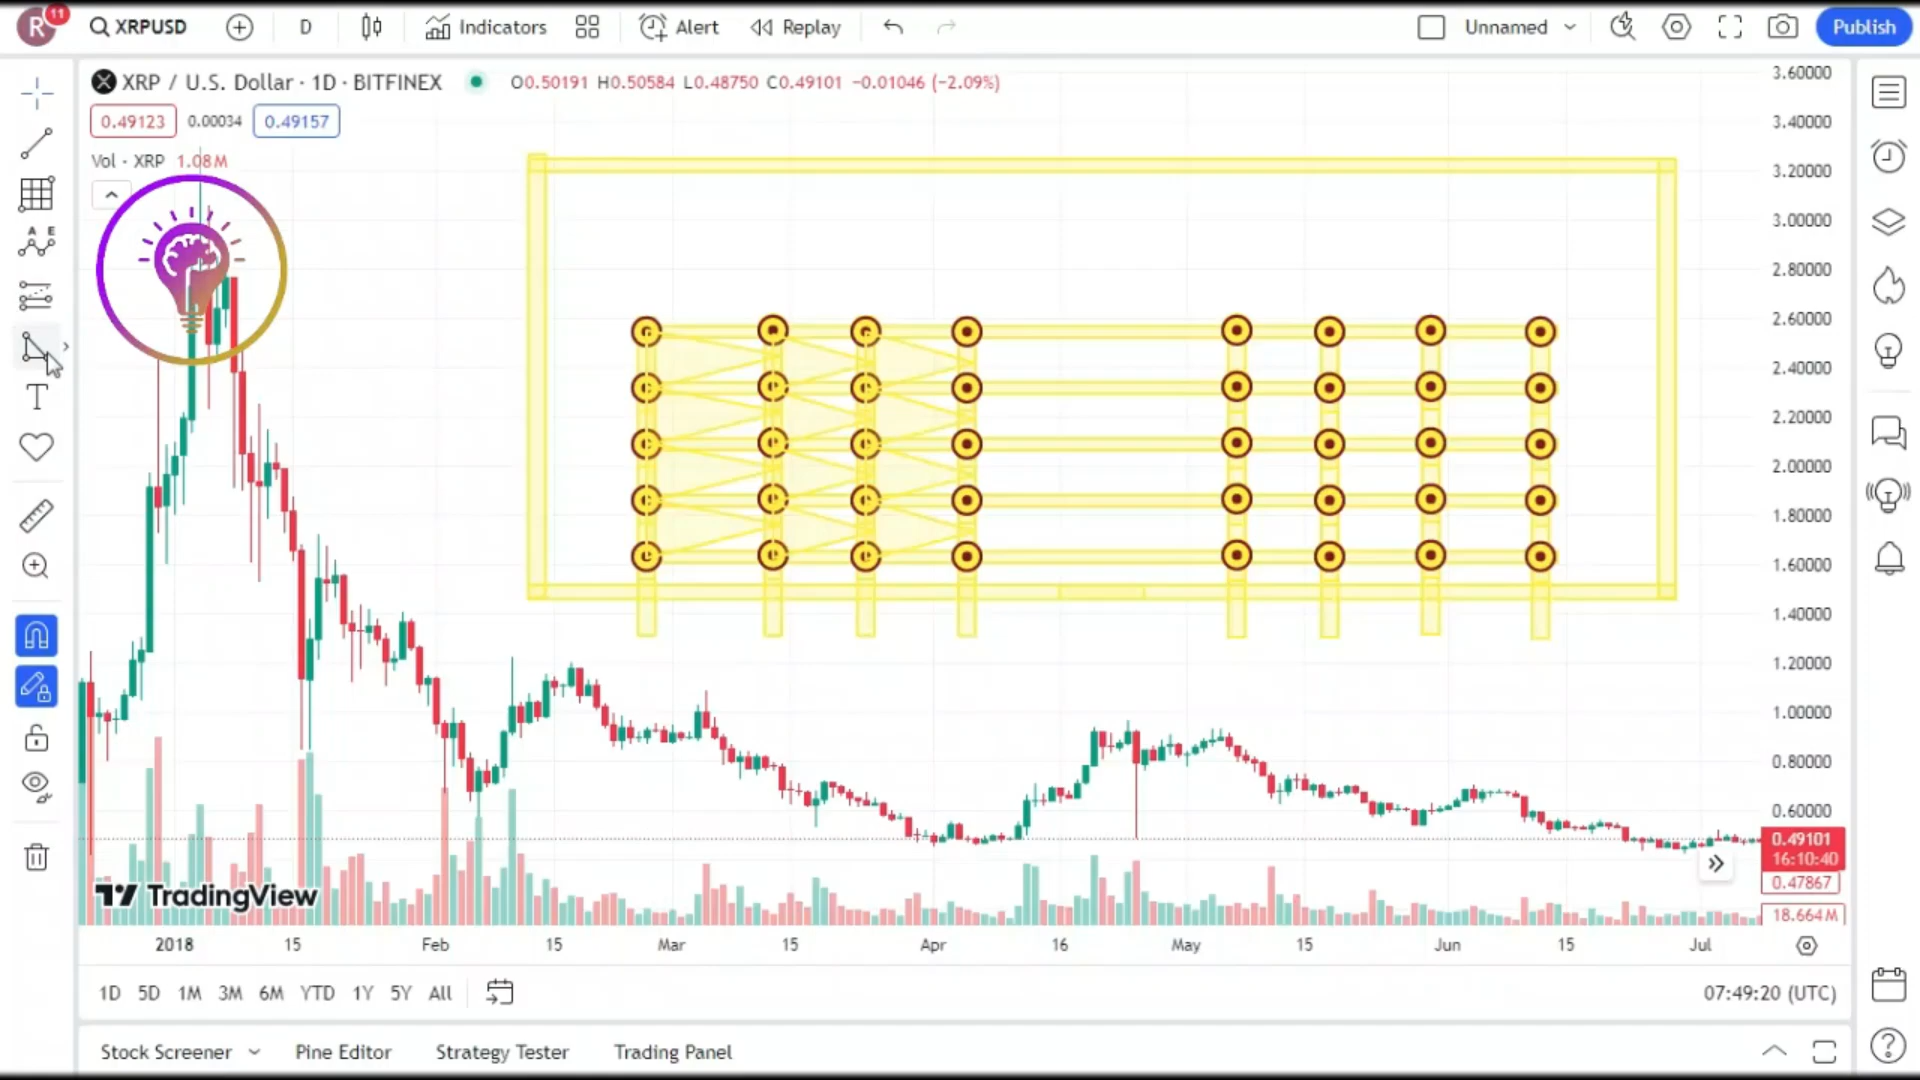 R 11 XRPUSD D Indicators Alert Replay Unnamed Publish
XRP / U.S. Dollar · 1D · BITFINEX O0.50191 H0.50584 L0.48750 C0.49101 −0.01046 (−2.09%)
0.49123 0.00034 0.49157
Vol · XRP 1.08M
A E
T
3.60000
3.40000
3.20000
3.00000
2.80000
2.60000
2.40000
2.20000
2.00000
1.80000
1.60000
1.40000
1.20000
1.00000
0.80000
0.60000
0.49101
16:10:40
0.47867
18.664M
TradingView
2018 15 Feb 15 Mar 15 Apr 16 May 15 Jun 15 Jul
1D 5D 1M 3M 6M YTD 1Y 5Y All 07:49:20 (UTC)
Stock Screener Pine Editor Strategy Tester Trading Panel